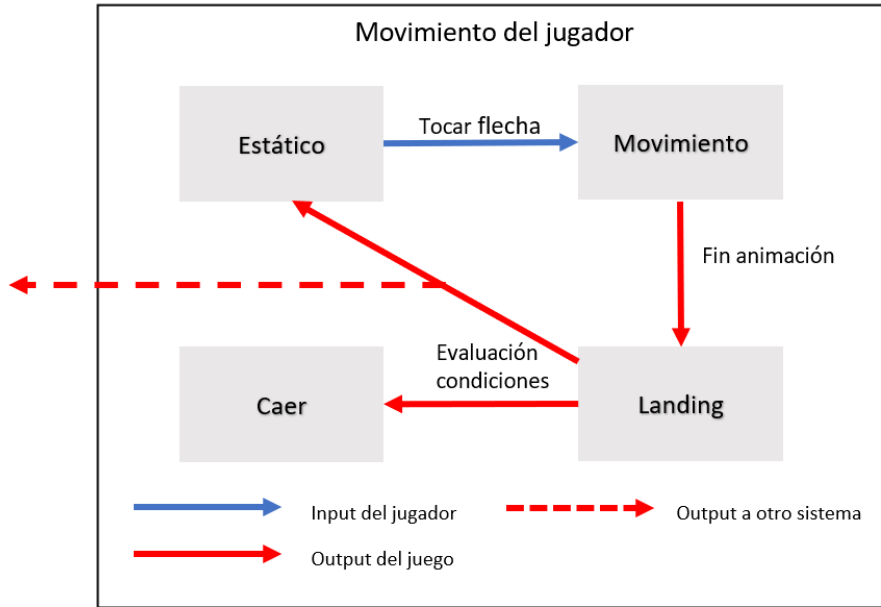 Movimiento del jugador
Estático
Tocar flecha
Movimiento
Fin animación
Evaluación
condiciones
Caer
Landing
Input del jugador
Output a otro sistema
Output del juego